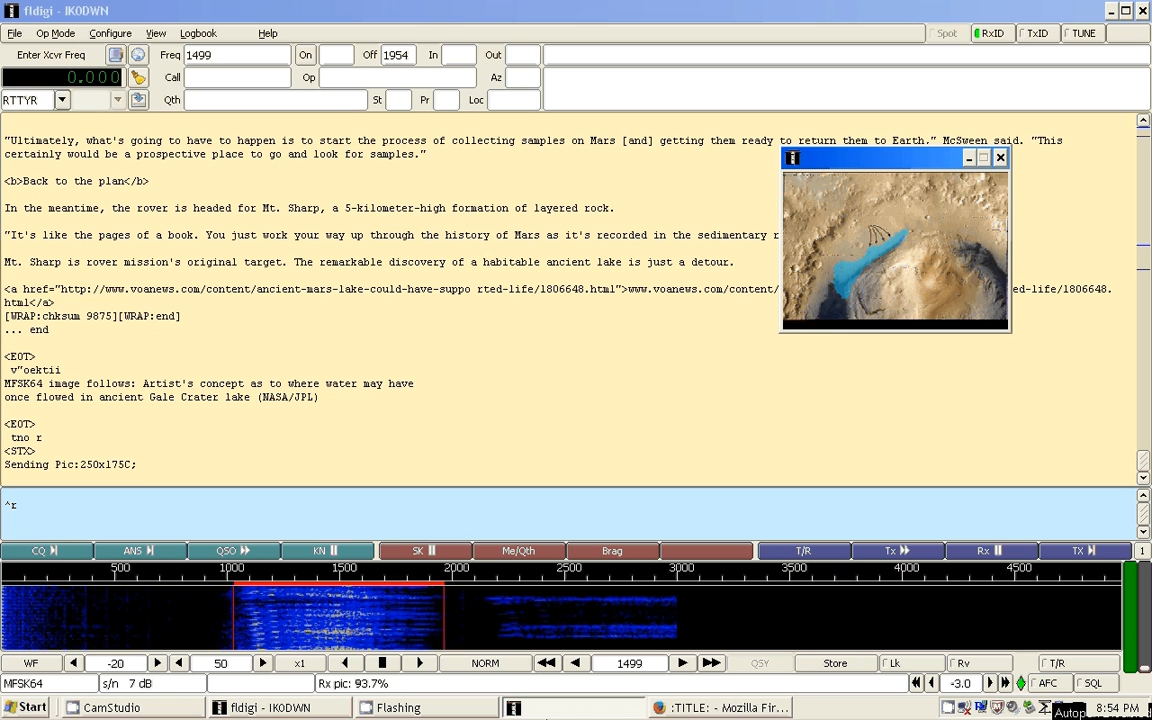 fldigi - IK0DWN
File Op Mode Configure View Logbook Help Spot RxID TxID TUNE
Enter Xcvr Freq Freq 1499 On Off 1954 In Out
0.000 Call Op Az
RTTYR Qth St Pr Loc
"Ultimately, what's going to have to happen is to start the process of collecting samples on Mars [and] getting them ready to return them to Earth." McSween said. "This
certainly would be a prospective place to go and look for samples."
<b>Back to the plan</b>
In the meantime, the rover is headed for Mt. Sharp, a 5-kilometer-high formation of layered rock.
"It's like the pages of a book. You just work your way up through the history of Mars as it's recorded in the sedimentary r
Mt. Sharp is rover mission's original target. The remarkable discovery of a habitable ancient lake is just a detour.
<a href="http://www.voanews.com/content/ancient-mars-lake-could-have-suppo rted-life/1806648.html">www.voanews.com/content/ ed-life/1806648.
html</a>
[WRAP:chksum 9875][WRAP:end]
... end
<EOT>
v"oektii
MFSK64 image follows: Artist's concept as to where water may have
once flowed in ancient Gale Crater lake (NASA/JPL)
<EOT>
tno r
<STX>
Sending Pic:250x175C;
^r
CQ ANS QSO KN SK Me/Qth Brag T/R Tx Rx TX 1
500 1000 1500 2000 2500 3000 3500 4000 4500
WF -20 50 x1 NORM 1499 QSY Store Lk Rv T/R
MFSK64 s/n 7 dB Rx pic: 93.7% -3.0 AFC SQL
Start CamStudio fldigi - IK0DWN Flashing :TITLE: - Mozilla Fir... 8:54 PM